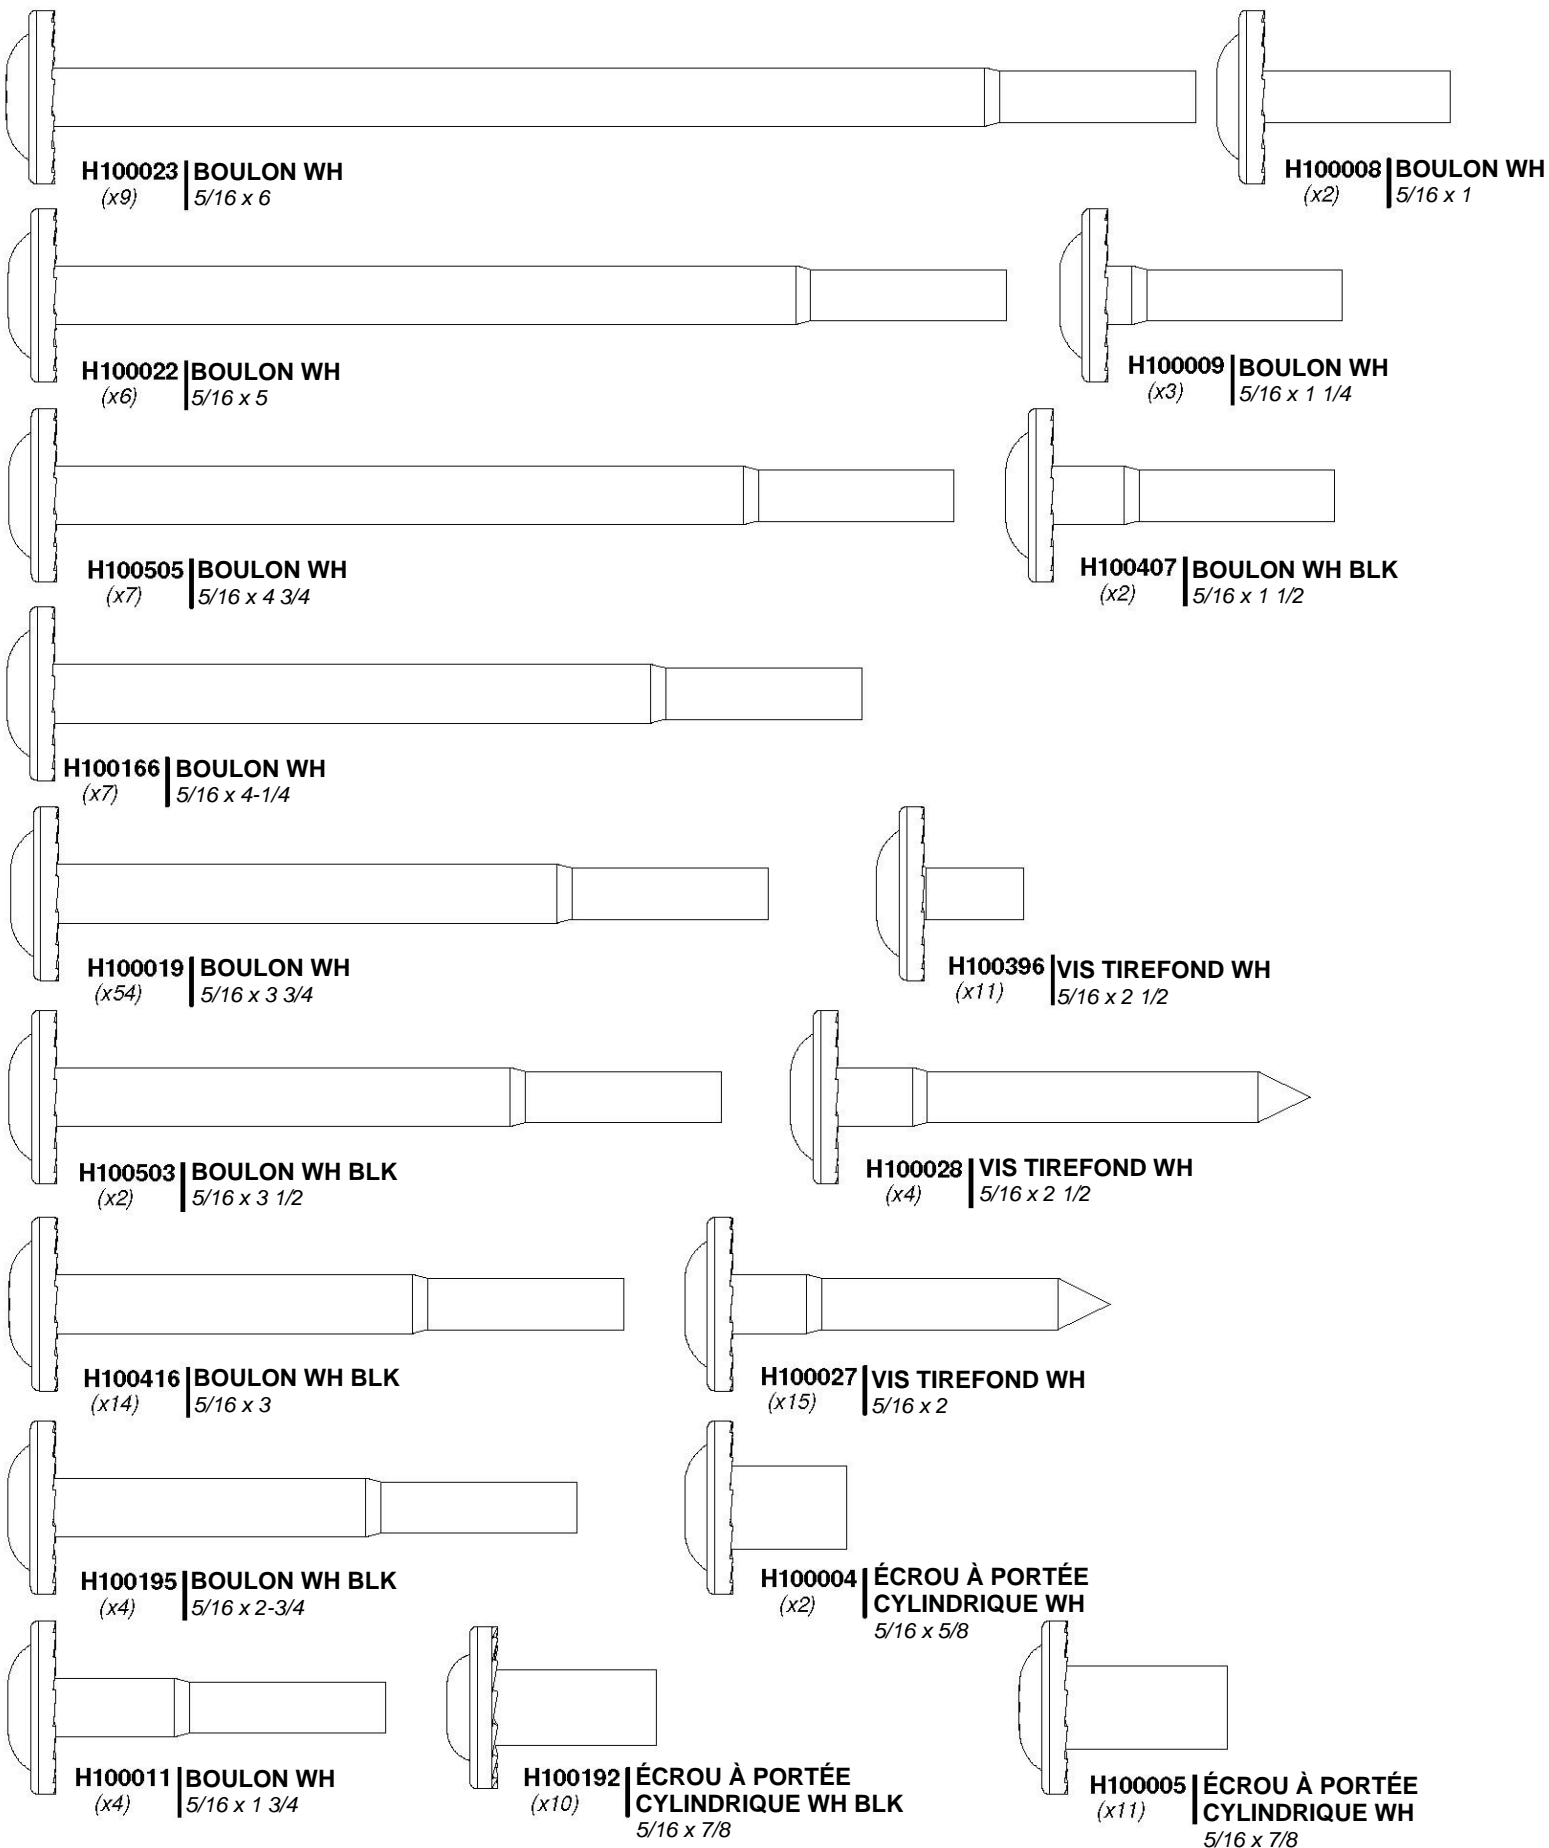 H100023 BOULON WH
(x9) 5/16 x 6
H100008 BOULON WH
(x2) 5/16 x 1
H100022 BOULON WH
(x6) 5/16 x 5
H100009 BOULON WH
(x3) 5/16 x 1 1/4
H100505 BOULON WH
(x7) 5/16 x 4 3/4
H100407 BOULON WH BLK
(x2) 5/16 x 1 1/2
H100166 BOULON WH
(x7) 5/16 x 4-1/4
H100019 BOULON WH
(x54) 5/16 x 3 3/4
H100396 VIS TIREFOND WH
(x11) 5/16 x 2 1/2
H100503 BOULON WH BLK
(x2) 5/16 x 3 1/2
H100028 VIS TIREFOND WH
(x4) 5/16 x 2 1/2
H100416 BOULON WH BLK
(x14) 5/16 x 3
H100027 VIS TIREFOND WH
(x15) 5/16 x 2
H100195 BOULON WH BLK
(x4) 5/16 x 2-3/4
H100004 ÉCROU À PORTÉE
(x2) CYLINDRIQUE WH
5/16 x 5/8
H100011 BOULON WH
(x4) 5/16 x 1 3/4
H100192 ÉCROU À PORTÉE
(x10) CYLINDRIQUE WH BLK
5/16 x 7/8
H100005 ÉCROU À PORTÉE
(x11) CYLINDRIQUE WH
5/16 x 7/8